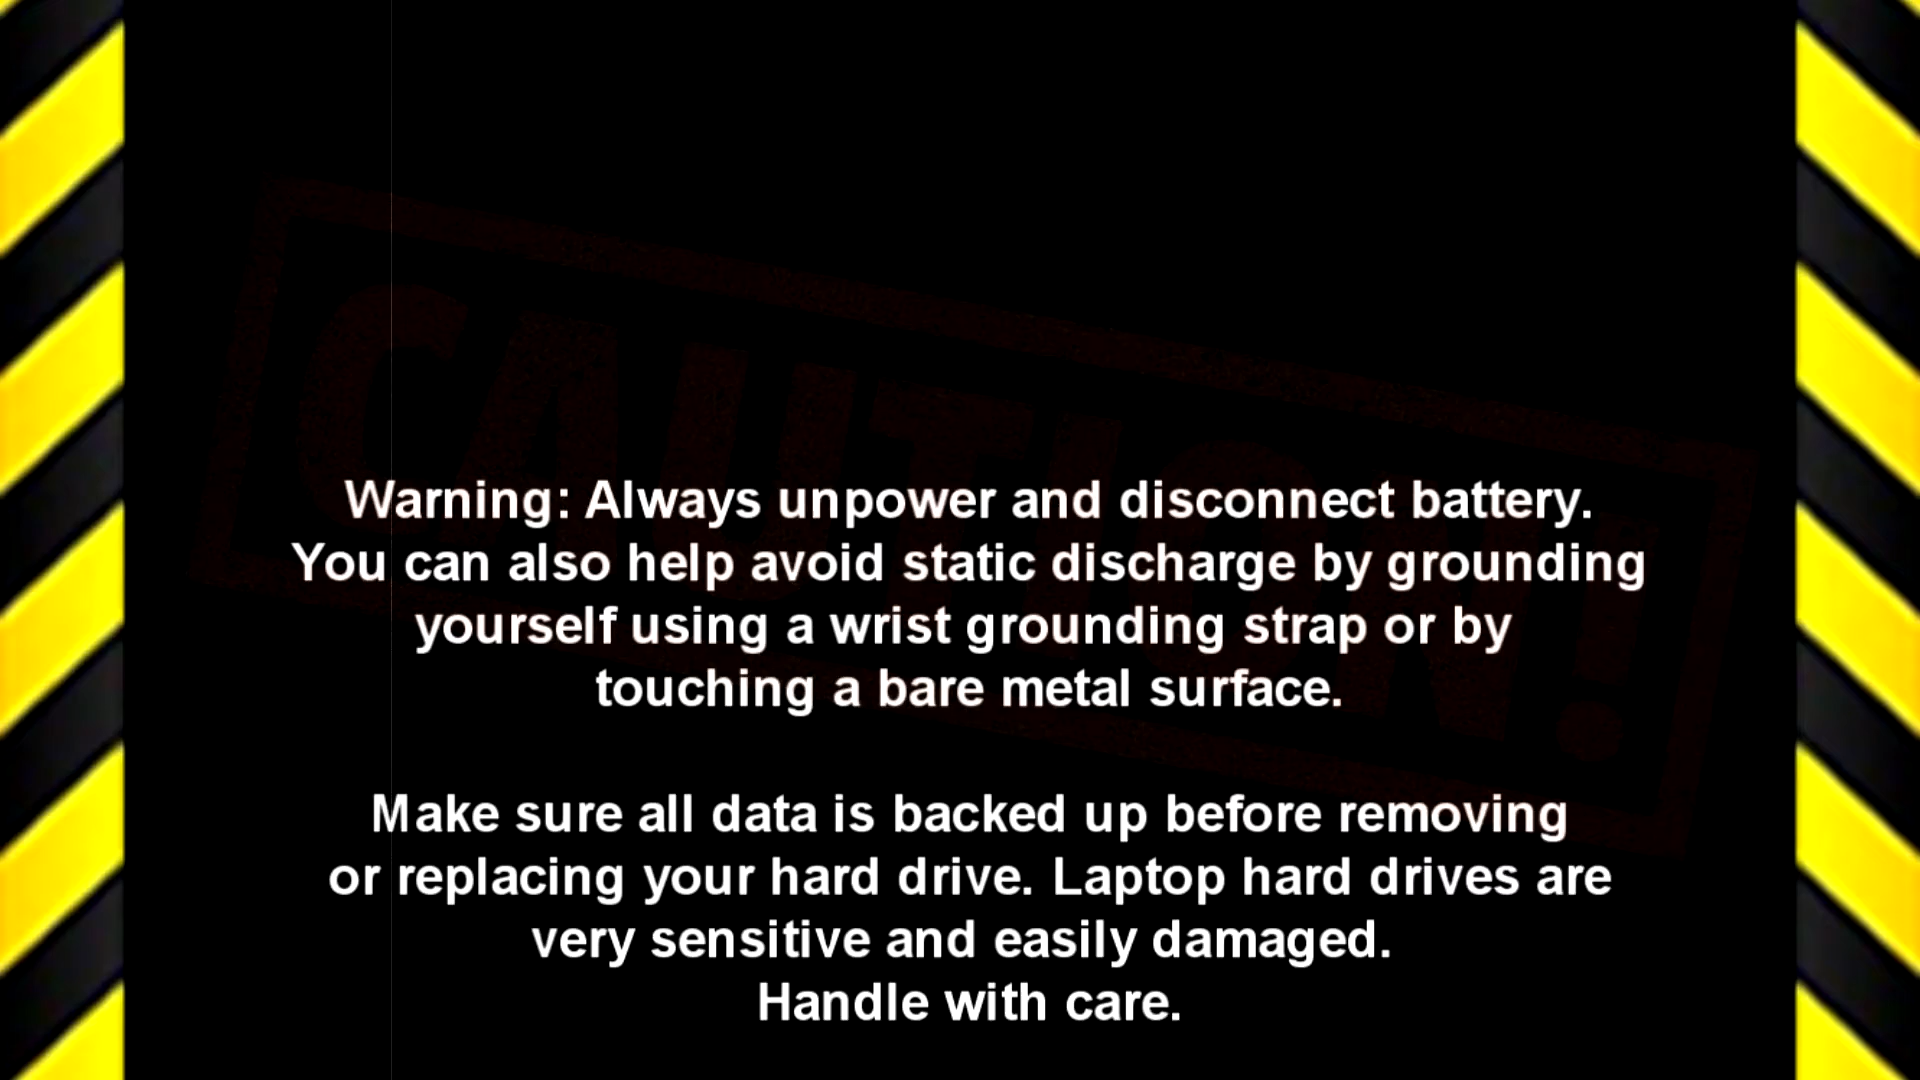 CAUTION!
Warning: Always unpower and disconnect battery.
You can also help avoid static discharge by grounding
yourself using a wrist grounding strap or by
touching a bare metal surface.
Make sure all data is backed up before removing
or replacing your hard drive. Laptop hard drives are
very sensitive and easily damaged.
Handle with care.